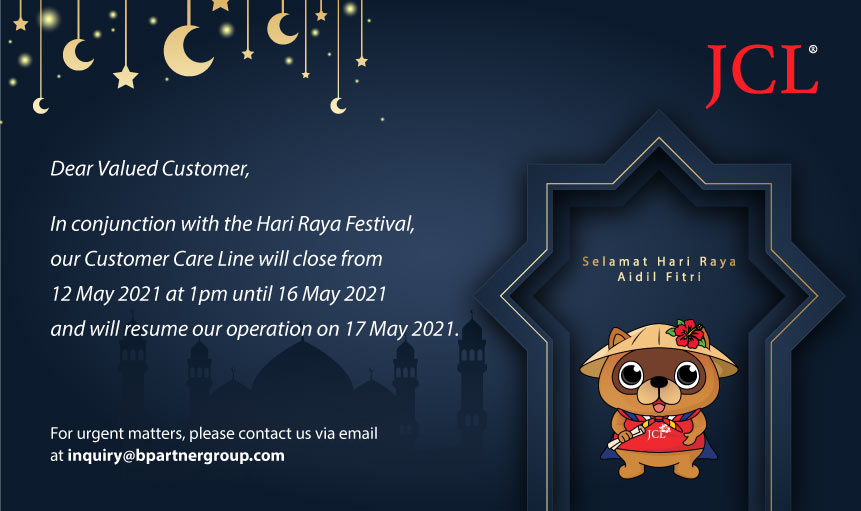 JCL®
Dear Valued Customer,
In conjunction with the Hari Raya Festival,
our Customer Care Line will close from
12 May 2021 at 1pm until 16 May 2021
and will resume our operation on 17 May 2021.
Selamat Hari Raya
Aidil Fitri
JCL
For urgent matters, please contact us via email
at inquiry@bpartnergroup.com